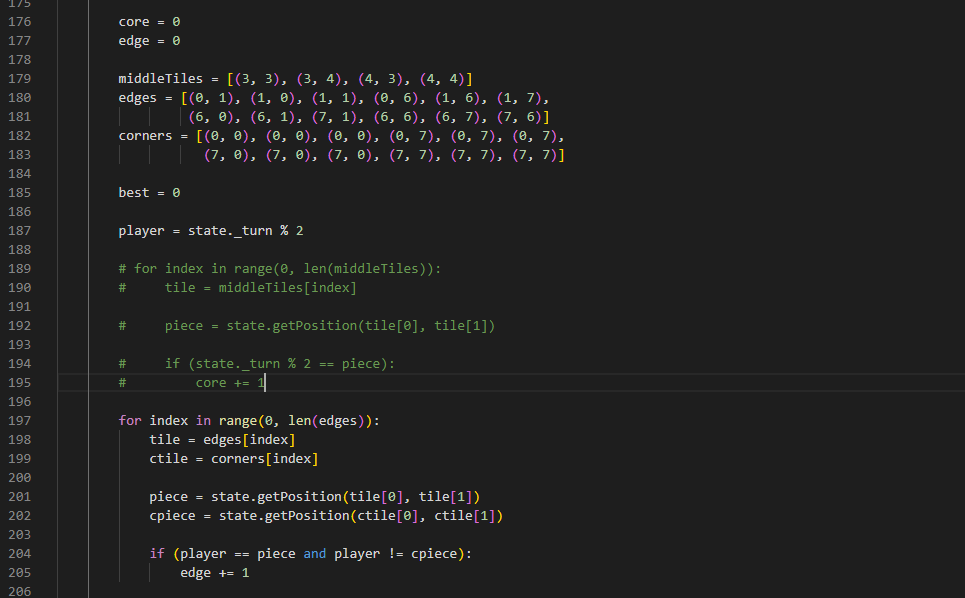 175
176 core = 0
177 edge = 0
178
179 middleTiles = [(3, 3), (3, 4), (4, 3), (4, 4)]
180 edges = [(0, 1), (1, 0), (1, 1), (0, 6), (1, 6), (1, 7),
181 (6, 0), (6, 1), (7, 1), (6, 6), (6, 7), (7, 6)]
182 corners = [(0, 0), (0, 0), (0, 0), (0, 7), (0, 7), (0, 7),
183 (7, 0), (7, 0), (7, 0), (7, 7), (7, 7), (7, 7)]
184
185 best = 0
186
187 player = state._turn % 2
188
189 # for index in range(0, len(middleTiles)):
190 #     tile = middleTiles[index]
191
192 #     piece = state.getPosition(tile[0], tile[1])
193
194 #     if (state._turn % 2 == piece):
195 #         core += 1
196
197 for index in range(0, len(edges)):
198     tile = edges[index]
199     ctile = corners[index]
200
201     piece = state.getPosition(tile[0], tile[1])
202     cpiece = state.getPosition(ctile[0], ctile[1])
203
204     if (player == piece and player != cpiece):
205         edge += 1
206